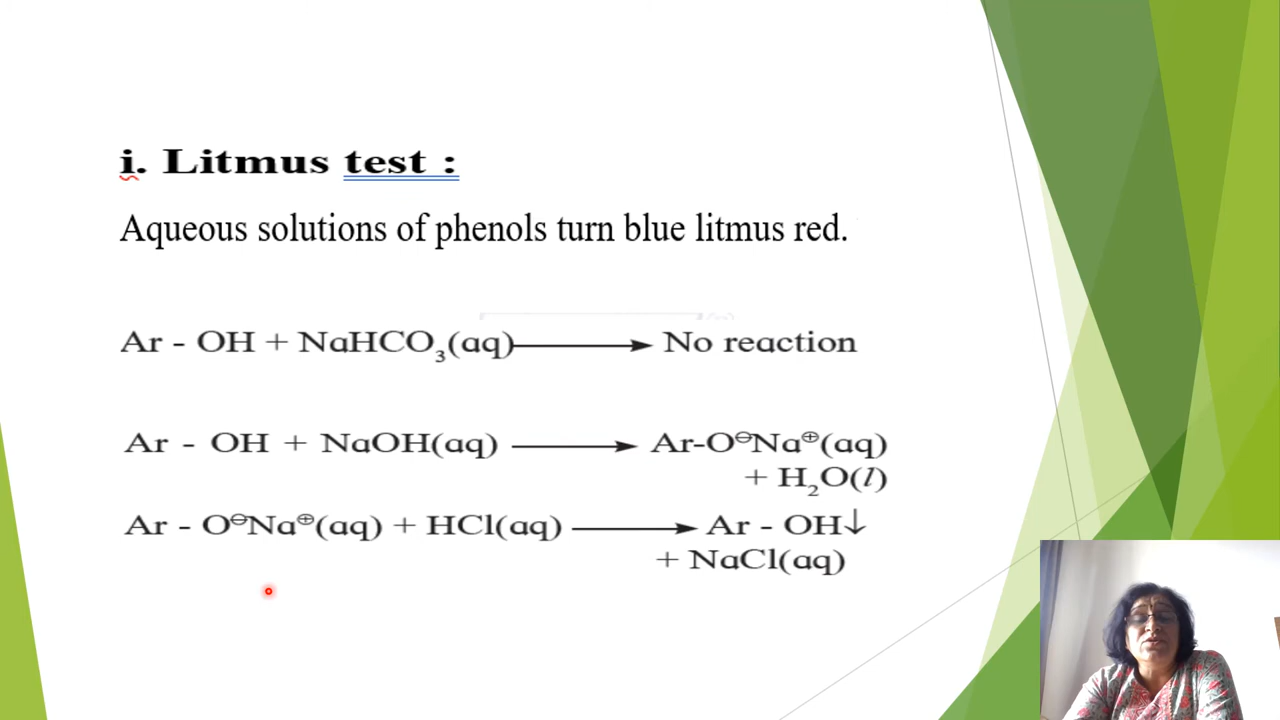 i. Litmus test :
Aqueous solutions of phenols turn blue litmus red.
Ar - OH + NaHCO₃(aq) ⟶ No reaction
Ar - OH + NaOH(aq) ⟶ Ar-O⊖Na⊕(aq)
+ H₂O(l)
Ar - O⊖Na⊕(aq) + HCl(aq) ⟶ Ar - OH↓
+ NaCl(aq)